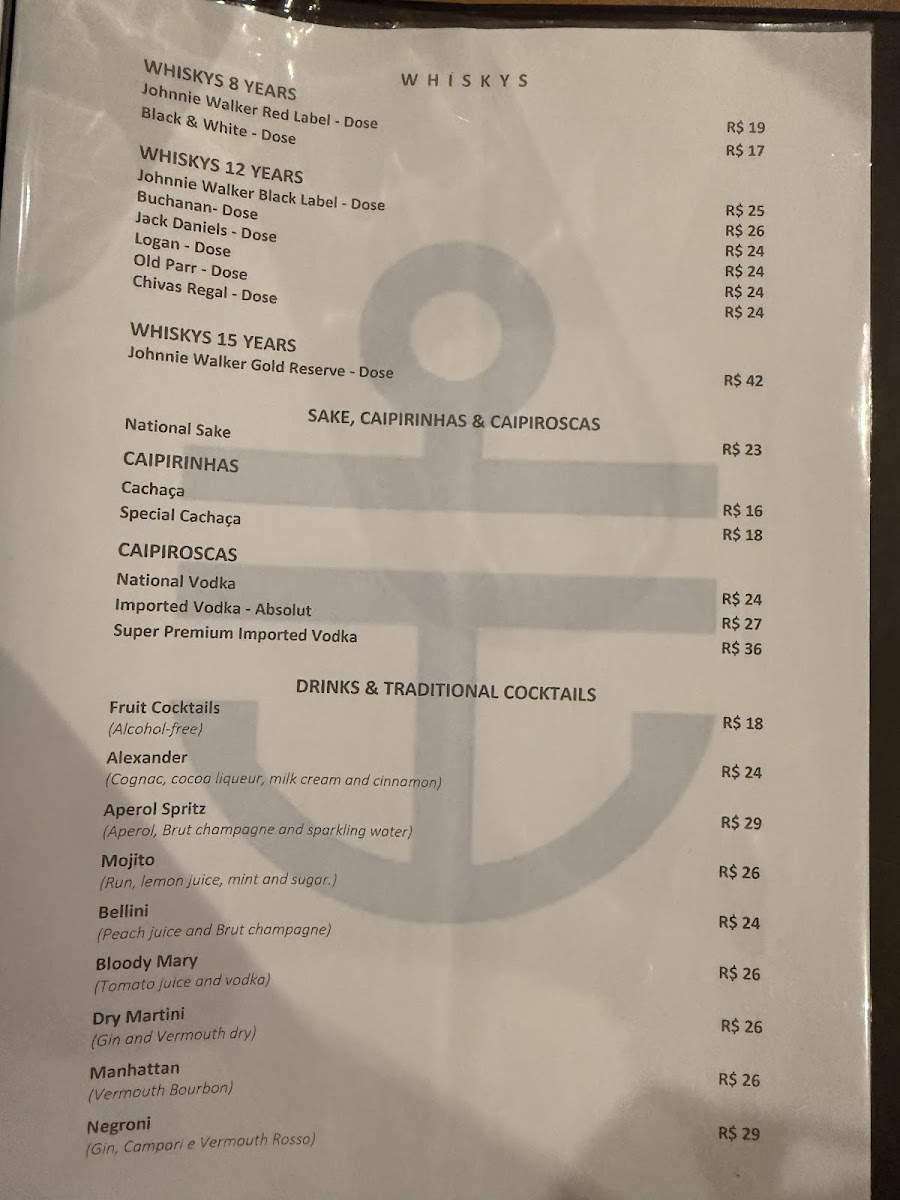 WHÍSKYS
WHISKYS 8 YEARS
Johnnie Walker Red Label - Dose R$ 19
Black & White - Dose R$ 17
WHISKYS 12 YEARS
Johnnie Walker Black Label - Dose R$ 25
Buchanan- Dose R$ 26
Jack Daniels - Dose R$ 24
Logan - Dose R$ 24
Old Parr - Dose R$ 24
Chivas Regal - Dose R$ 24
WHISKYS 15 YEARS
Johnnie Walker Gold Reserve - Dose R$ 42
SAKE, CAIPIRINHAS & CAIPIROSCAS
National Sake R$ 23
CAIPIRINHAS
Cachaça R$ 16
Special Cachaça R$ 18
CAIPIROSCAS
National Vodka R$ 24
Imported Vodka - Absolut R$ 27
Super Premium Imported Vodka R$ 36
DRINKS & TRADITIONAL COCKTAILS
Fruit Cocktails R$ 18
(Alcohol-free)
Alexander R$ 24
(Cognac, cocoa liqueur, milk cream and cinnamon)
Aperol Spritz R$ 29
(Aperol, Brut champagne and sparkling water)
Mojito R$ 26
(Run, lemon juice, mint and sugar.)
Bellini R$ 24
(Peach juice and Brut champagne)
Bloody Mary R$ 26
(Tomato juice and vodka)
Dry Martini R$ 26
(Gin and Vermouth dry)
Manhattan R$ 26
(Vermouth Bourbon)
Negroni R$ 29
(Gin, Campari e Vermouth Rosso)